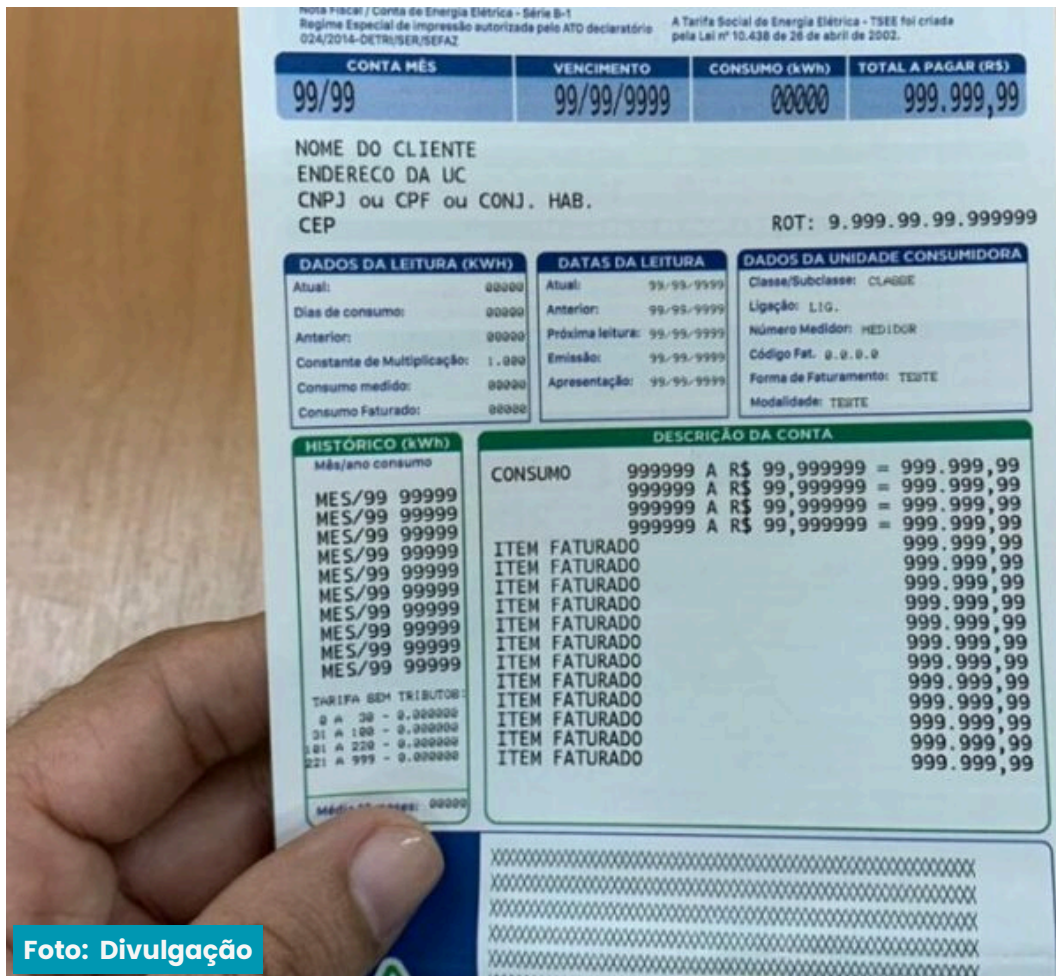 Nota Fiscal / Conta de Energia Elétrica - Série B-1
Regime Especial de impressão autorizada pelo ATO declaratório
024/2014-DETRI/SER/SEFAZ
A Tarifa Social de Energia Elétrica - TSEE foi criada
pela Lei nº 10.438 de 26 de abril de 2002.
CONTA MÊS VENCIMENTO CONSUMO (kWh) TOTAL A PAGAR (R$)
99/99 99/99/9999 00000 999.999,99
NOME DO CLIENTE
ENDERECO DA UC
CNPJ ou CPF ou CONJ. HAB.
CEP ROT: 9.999.99.99.999999
DADOS DA LEITURA (KWH)
Atual: 00000
Dias de consumo: 00000
Anterior: 00000
Constante de Multiplicação: 1.000
Consumo medido: 00000
Consumo Faturado: 00000
DATAS DA LEITURA
Atual: 99/99/9999
Anterior: 99/99/9999
Próxima leitura: 99/99/9999
Emissão: 99/99/9999
Apresentação: 99/99/9999
DADOS DA UNIDADE CONSUMIDORA
Classe/Subclasse: CLASSE
Ligação: LIG.
Número Medidor: MEDIDOR
Código Fat. 0.0.0.0
Forma de Faturamento: TESTE
Modalidade: TESTE
HISTÓRICO (kWh)
Mês/ano consumo
MES/99 99999
MES/99 99999
MES/99 99999
MES/99 99999
MES/99 99999
MES/99 99999
MES/99 99999
MES/99 99999
MES/99 99999
MES/99 99999
TARIFA SEM TRIBUTOS:
0 A 30 - 0.000000
31 A 100 - 0.000000
101 A 220 - 0.000000
221 A 999 - 0.000000
Média 00000
DESCRIÇÃO DA CONTA
CONSUMO 999999 A R$ 99,999999 = 999.999,99
999999 A R$ 99,999999 = 999.999,99
999999 A R$ 99,999999 = 999.999,99
999999 A R$ 99,999999 = 999.999,99
ITEM FATURADO 999.999,99
ITEM FATURADO 999.999,99
ITEM FATURADO 999.999,99
ITEM FATURADO 999.999,99
ITEM FATURADO 999.999,99
ITEM FATURADO 999.999,99
ITEM FATURADO 999.999,99
ITEM FATURADO 999.999,99
ITEM FATURADO 999.999,99
ITEM FATURADO 999.999,99
ITEM FATURADO 999.999,99
ITEM FATURADO 999.999,99
Foto: Divulgação